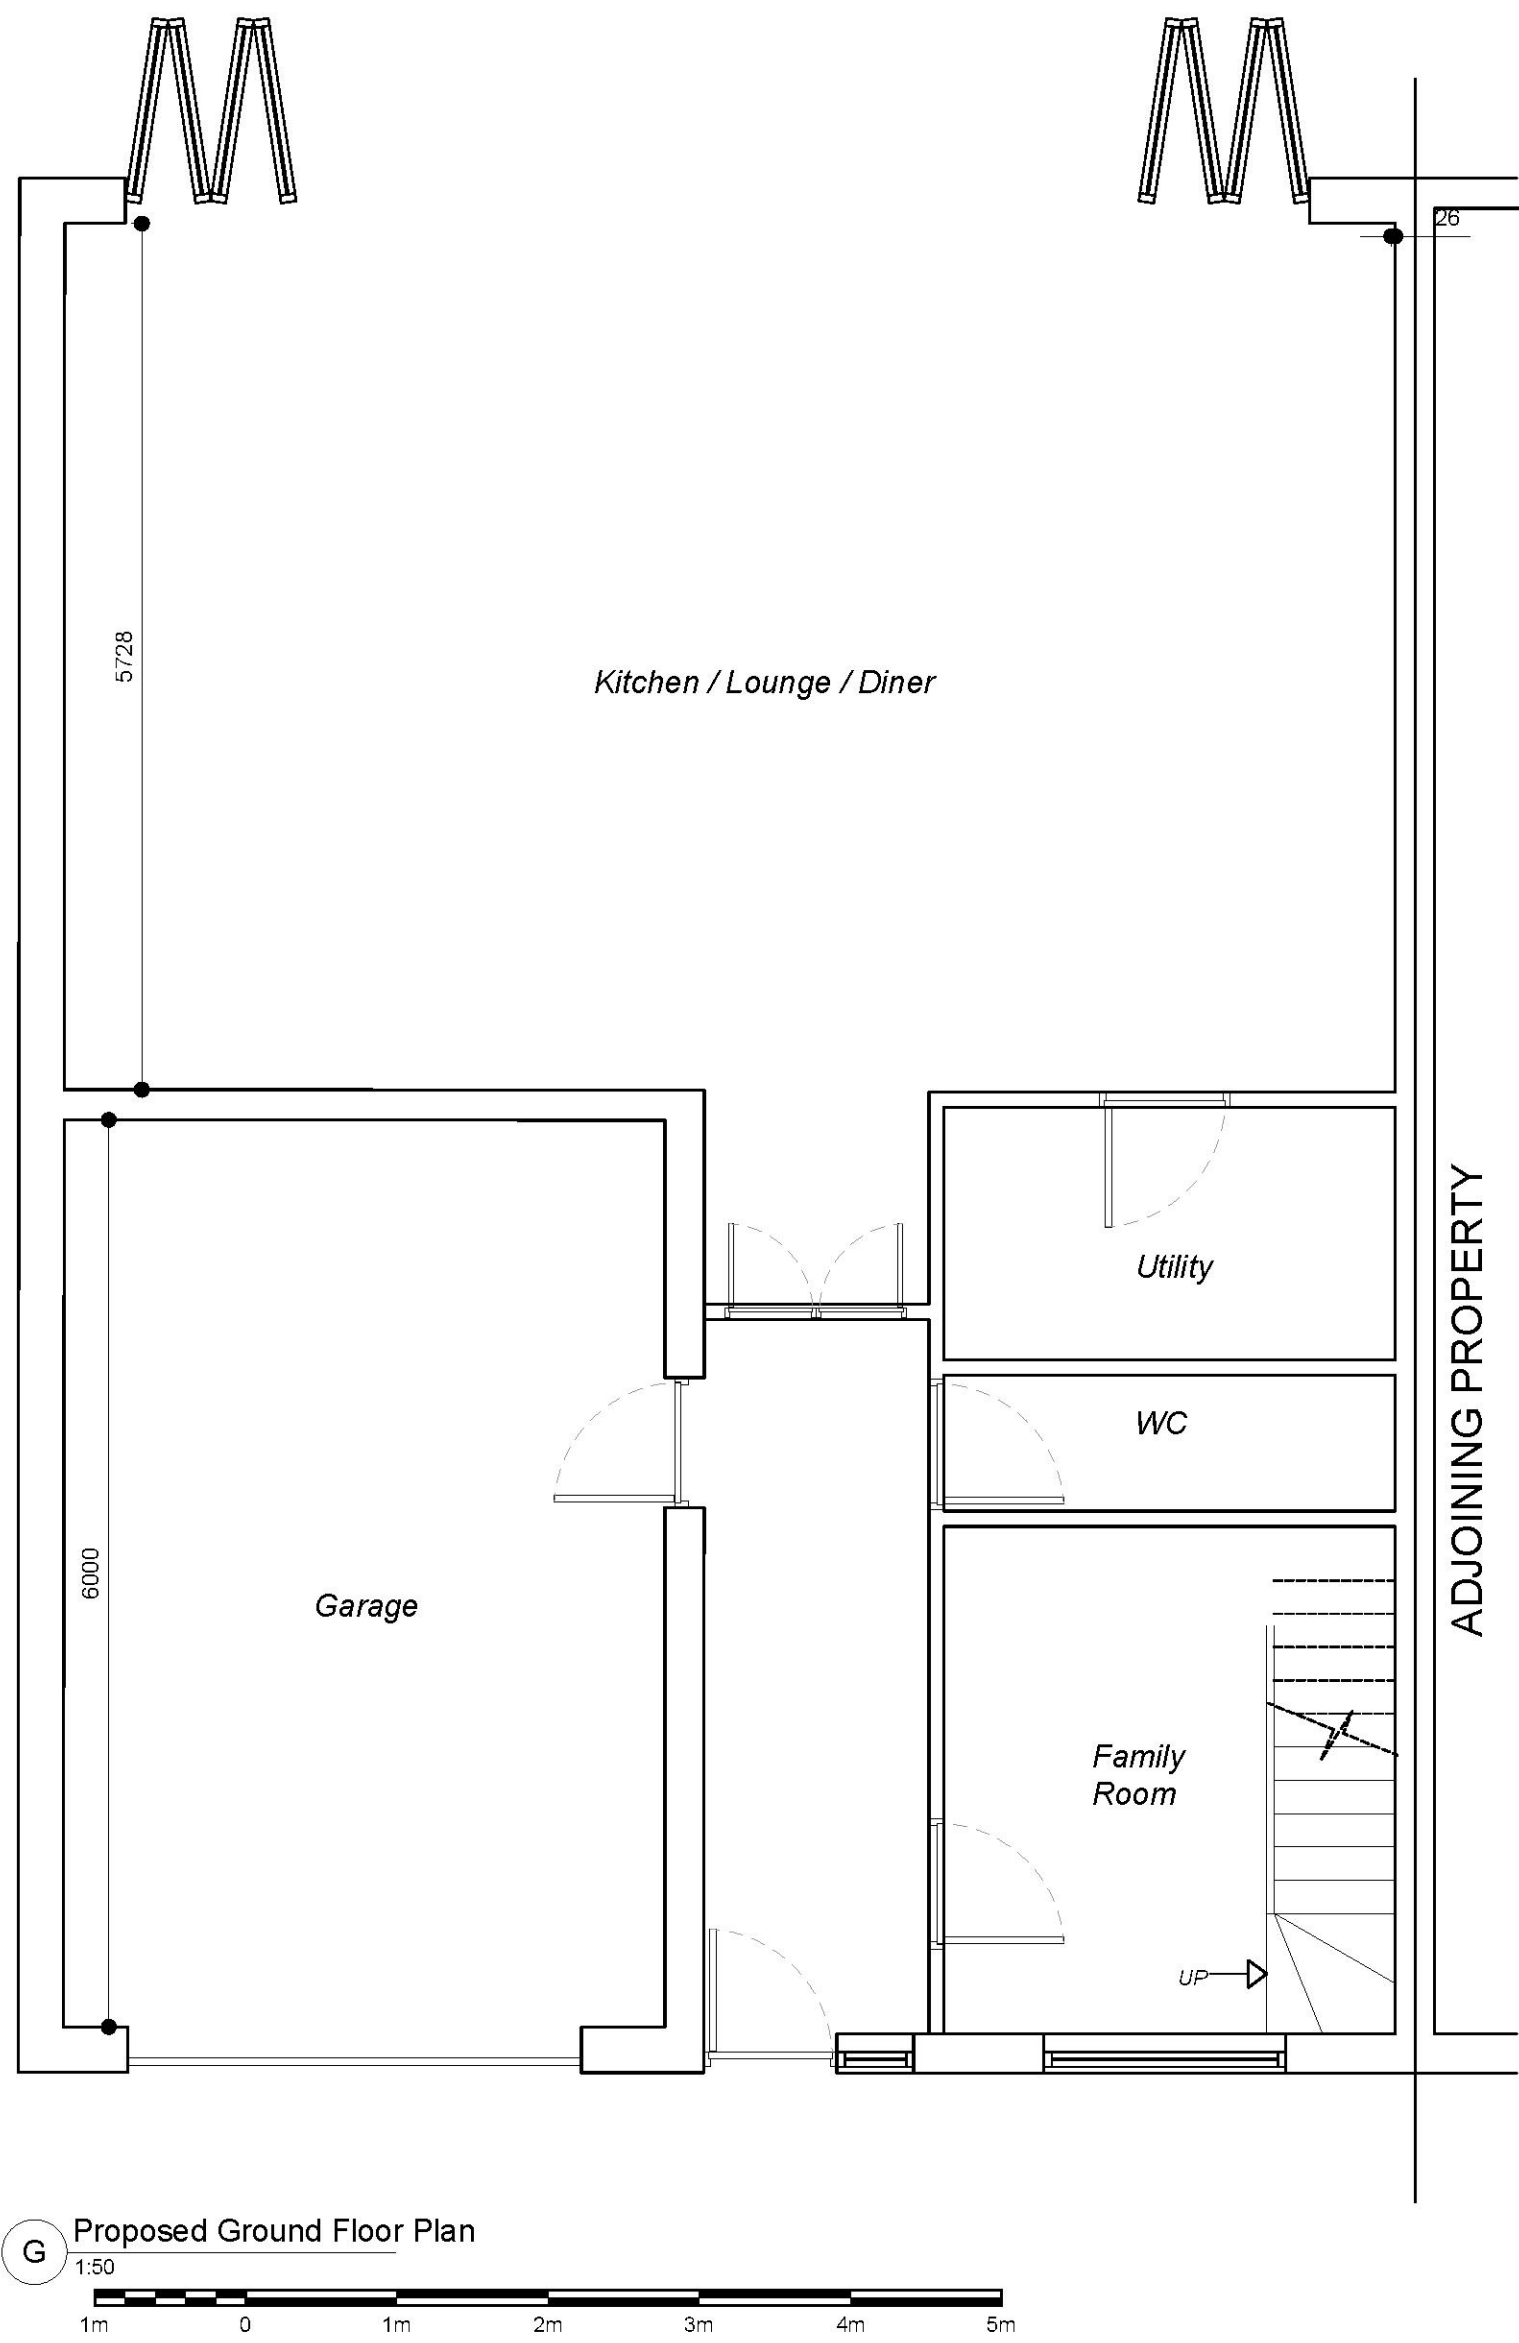 26
5728
Kitchen / Lounge / Diner
Utility
WC
ADJOINING PROPERTY
6000
Garage
Family
Room
UP
G
Proposed Ground Floor Plan
1:50
1m 0 1m 2m 3m 4m 5m